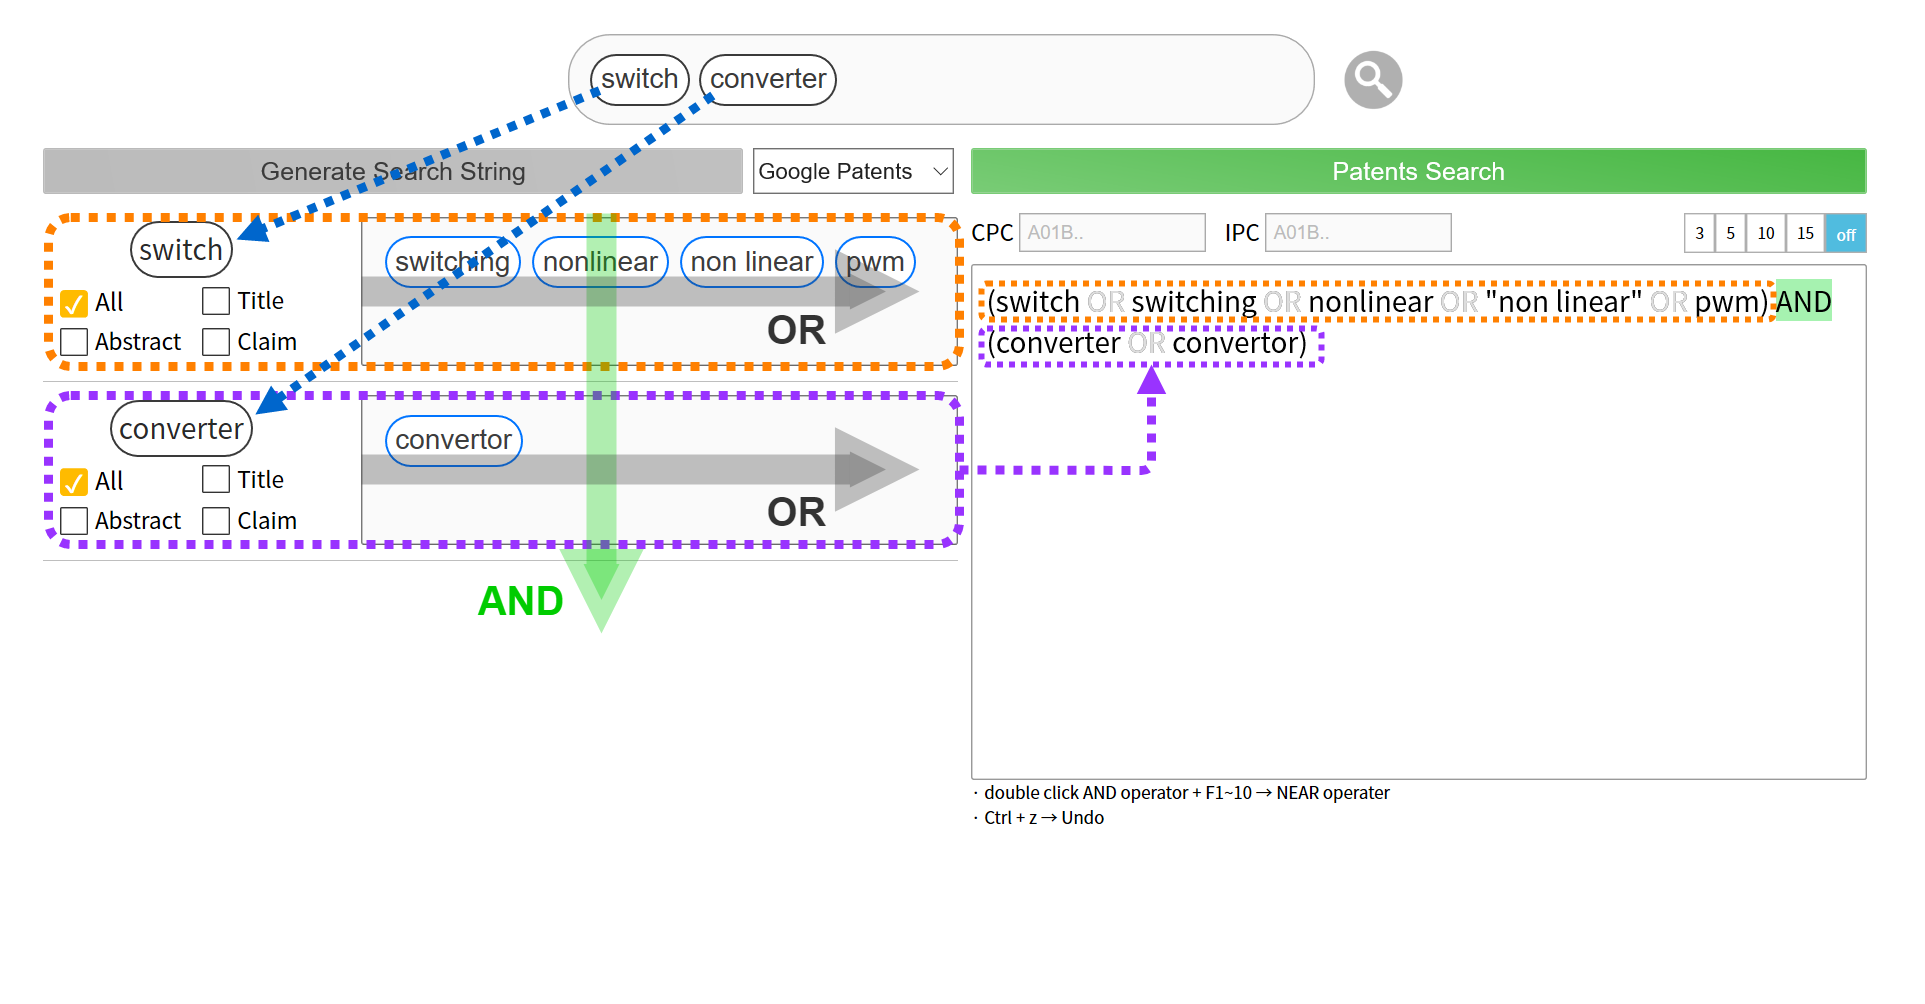 switch converter
Generate Search String
Google Patents
Patents Search
switch
All
Title
Abstract
Claim
switching nonlinear non linear pwm
OR
converter
All
Title
Abstract
Claim
convertor
OR
AND
CPC A01B.. IPC A01B.. 3 5 10 15 off
(switch OR switching OR nonlinear OR "non linear" OR pwm) AND
(converter OR convertor)
· double click AND operator + F1~10 → NEAR operater
· Ctrl + z → Undo